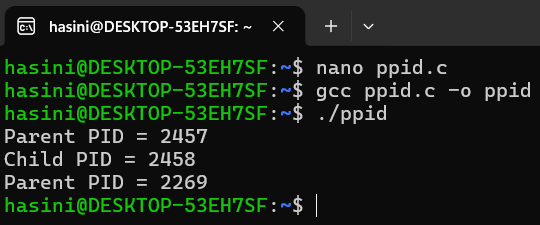 hasini@DESKTOP-53EH7SF: ~
hasini@DESKTOP-53EH7SF:~$ nano ppid.c
hasini@DESKTOP-53EH7SF:~$ gcc ppid.c -o ppid
hasini@DESKTOP-53EH7SF:~$ ./ppid
Parent PID = 2457
Child PID = 2458
Parent PID = 2269
hasini@DESKTOP-53EH7SF:~$